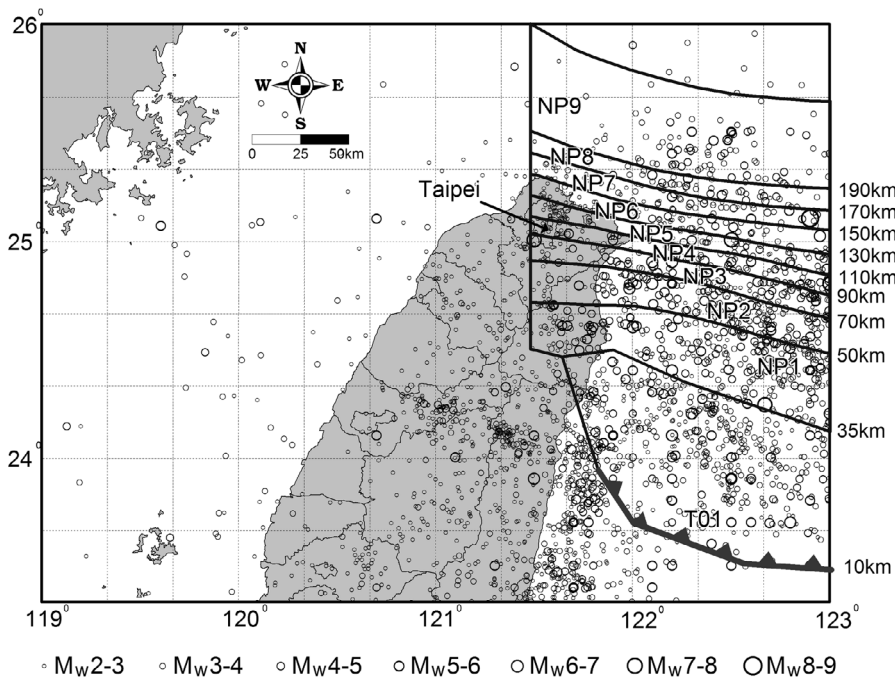 26°
N
W E
S
0 25 50km
NP9
NP8
NP7
Taipei
NP6
NP5
NP4
NP3
NP2
NP1
T01
190km
170km
150km
130km
110km
90km
70km
50km
35km
10km
25°
24°
119° 120° 121° 122° 123°
Mw2-3 Mw3-4 Mw4-5 Mw5-6 Mw6-7 Mw7-8 Mw8-9